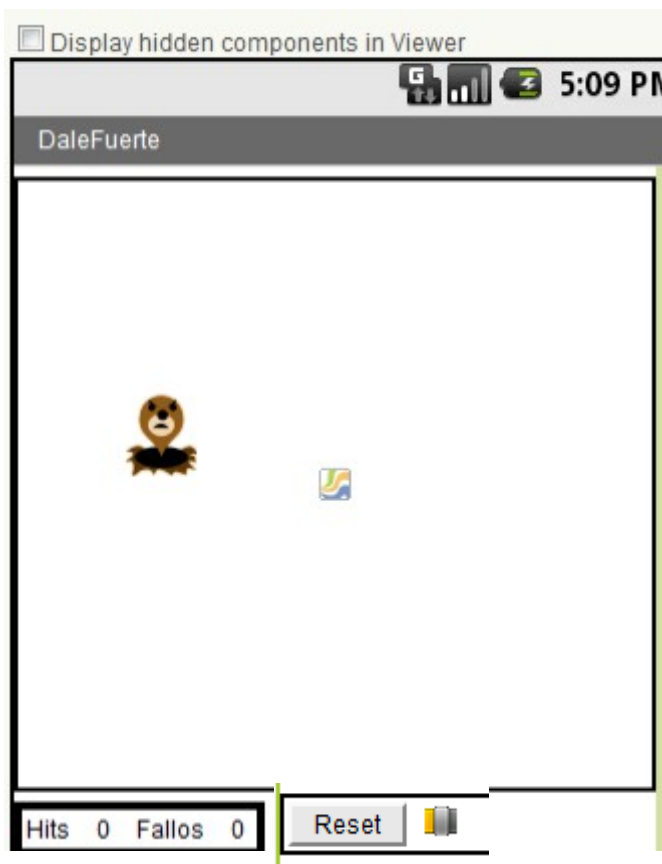 Display hidden components in Viewer
G 5:09 PM
DaleFuerte
Hits 0 Fallos 0 Reset